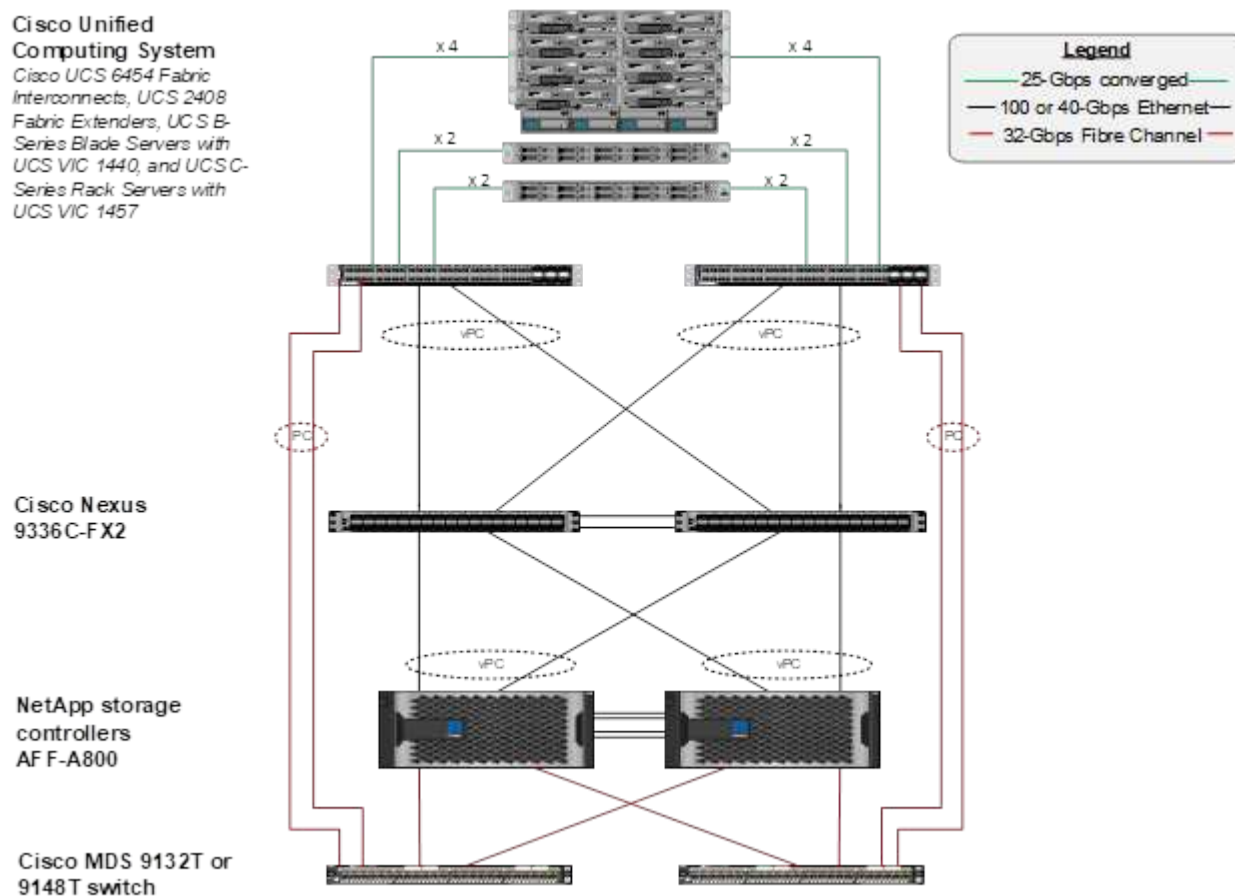 Cisco Unified
Computing System
Cisco UCS 6454 Fabric
Interconnects, UCS 2408
Fabric Extenders, UCS B-
Series Blade Servers with
UCS VIC 1440, and UCS C-
Series Rack Servers with
UCS VIC 1457
x 4
x 4
x 2
x 2
x 2
x 2
Legend
25-Gbps converged
100 or 40-Gbps Ethernet
32-Gbps Fibre Channel
vPC
vPC
PC
PC
Cisco Nexus
9336C-FX2
vPC
vPC
NetApp storage
controllers
AFF-A800
Cisco MDS 9132T or
9148T switch